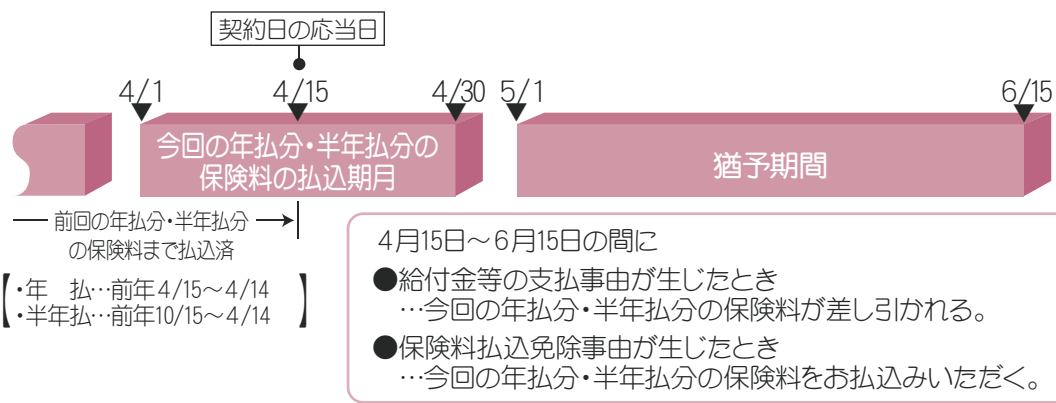 契約日の応当日
4/1 4/15 4/30 5/1 6/15
今回の年払分・半年払分の
保険料の払込期月
猶予期間
前回の年払分・半年払分
の保険料まで払込済
・年 払…前年4/15〜4/14
・半年払…前年10/15〜4/14
4月15日〜6月15日の間に
●給付金等の支払事由が生じたとき
…今回の年払分・半年払分の保険料が差し引かれる。
●保険料払込免除事由が生じたとき
…今回の年払分・半年払分の保険料をお払込みいただく。